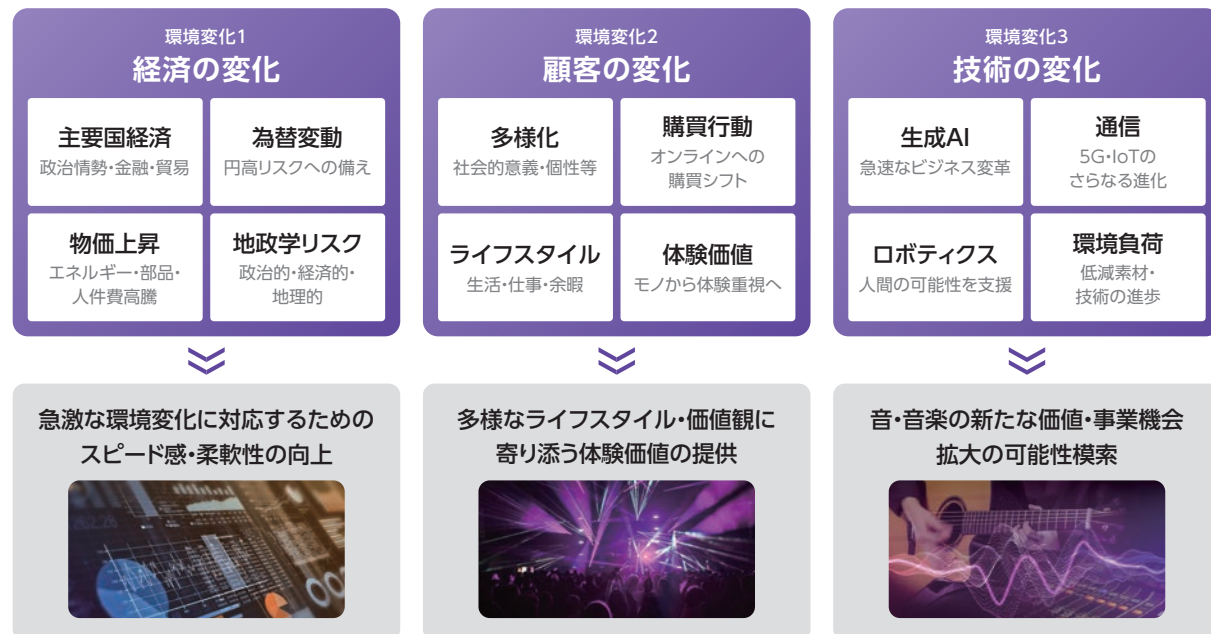 環境変化1
経済の変化
主要国経済
政治情勢・金融・貿易
為替変動
円高リスクへの備え
物価上昇
エネルギー・部品・
人件費高騰
地政学リスク
政治的・経済的・
地理的
急激な環境変化に対応するための
スピード感・柔軟性の向上
環境変化2
顧客の変化
多様化
社会的意義・個性等
購買行動
オンラインへの
購買シフト
ライフスタイル
生活・仕事・余暇
体験価値
モノから体験重視へ
多様なライフスタイル・価値観に
寄り添う体験価値の提供
環境変化3
技術の変化
生成AI
急速なビジネス変革
通信
5G・IoTの
さらなる進化
ロボティクス
人間の可能性を支援
環境負荷
低減素材・
技術の進歩
音・音楽の新たな価値・事業機会
拡大の可能性模索